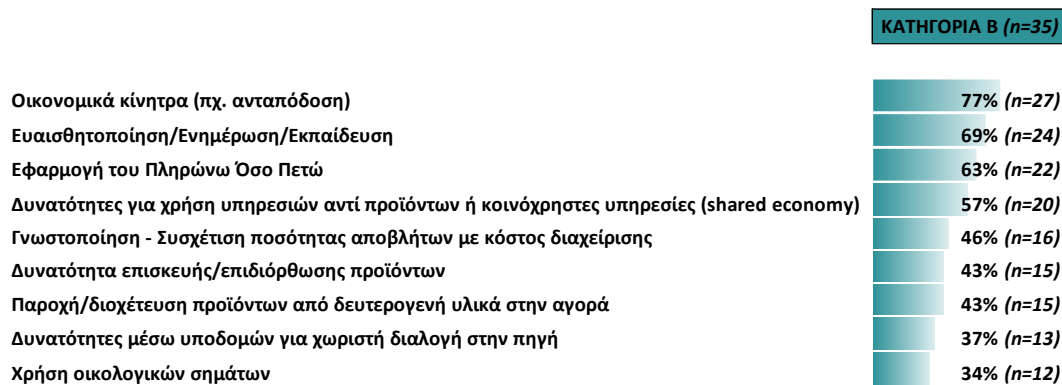 ΚΑΤΗΓΟΡΙΑ Β (n=35)
Οικονομικά κίνητρα (πχ. ανταπόδοση) 77% (n=27)
Ευαισθητοποίηση/Ενημέρωση/Εκπαίδευση 69% (n=24)
Εφαρμογή του Πληρώνω Όσο Πετώ 63% (n=22)
Δυνατότητες για χρήση υπηρεσιών αντί προϊόντων ή κοινόχρηστες υπηρεσίες (shared economy) 57% (n=20)
Γνωστοποίηση - Συσχέτιση ποσότητας αποβλήτων με κόστος διαχείρισης 46% (n=16)
Δυνατότητα επισκευής/επιδιόρθωσης προϊόντων 43% (n=15)
Παροχή/διοχέτευση προϊόντων από δευτερογενή υλικά στην αγορά 43% (n=15)
Δυνατότητες μέσω υποδομών για χωριστή διαλογή στην πηγή 37% (n=13)
Χρήση οικολογικών σημάτων 34% (n=12)